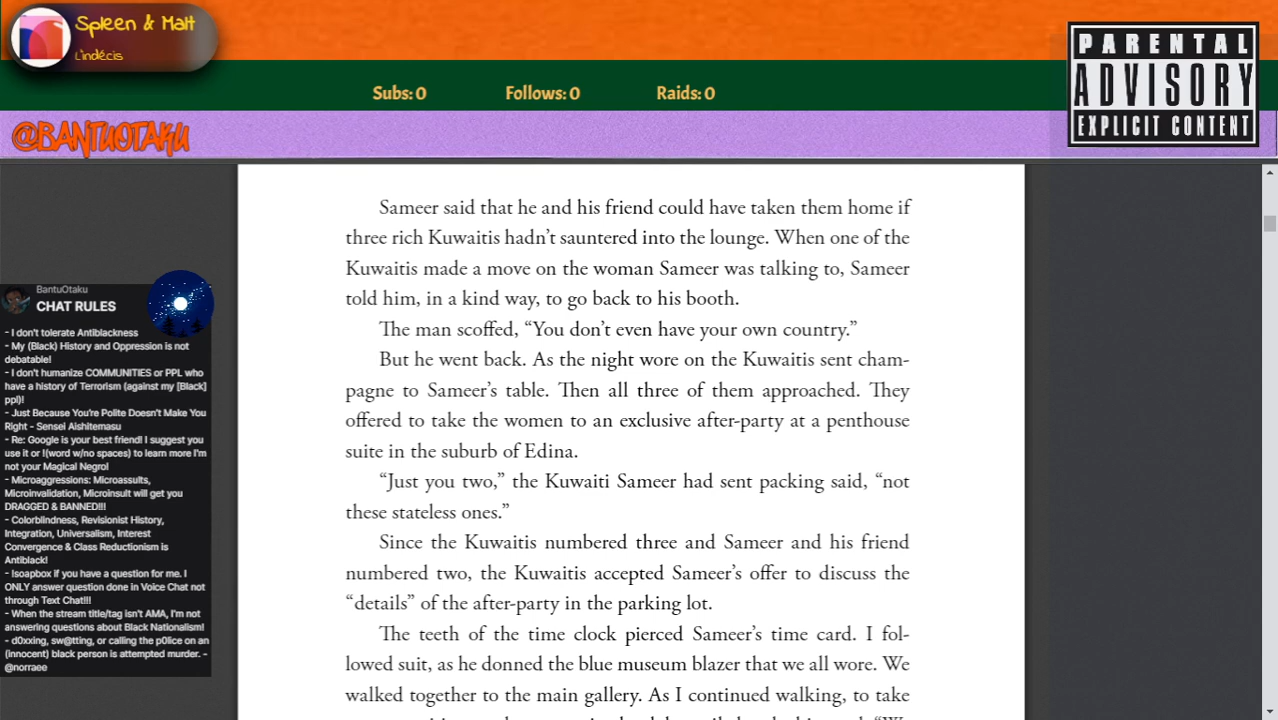 Spleen & Malt
L'indécis
PARENTAL
ADVISORY
EXPLICIT CONTENT
Subs: 0
Follows: 0
Raids: 0
@BANTUOTAKU
Sameer said that he and his friend could have taken them home if
three rich Kuwaitis hadn't sauntered into the lounge. When one of the
Kuwaitis made a move on the woman Sameer was talking to, Sameer
told him, in a kind way, to go back to his booth.
The man scoffed, “You don't even have your own country.”
But he went back. As the night wore on the Kuwaitis sent cham-
pagne to Sameer's table. Then all three of them approached. They
offered to take the women to an exclusive after-party at a penthouse
suite in the suburb of Edina.
“Just you two,” the Kuwaiti Sameer had sent packing said, “not
these stateless ones.”
Since the Kuwaitis numbered three and Sameer and his friend
numbered two, the Kuwaitis accepted Sameer's offer to discuss the
“details” of the after-party in the parking lot.
The teeth of the time clock pierced Sameer's time card. I fol-
lowed suit, as he donned the blue museum blazer that we all wore. We
walked together to the main gallery. As I continued walking, to take
BantuOtaku
CHAT RULES
- I don't tolerate Antiblackness
- My (Black) History and Oppression is not
debatable!
- I don't humanize COMMUNITIES or PPL who
have a history of Terrorism (against my [Black]
ppl)!
- Just Because You're Polite Doesn't Make You
Right - Sensei Aishitemasu
- Re: Google is your best friend! I suggest you
use it or !(word w/no spaces) to learn more I'm
not your Magical Negro!
- Microaggressions: Microassults,
Microinvalidation, Microinsult will get you
DRAGGED & BANNED!!!
- Colorblindness, Revisionist History,
Integration, Universalism, Interest
Convergence & Class Reductionism is
Antiblack!
- !soapbox if you have a question for me. I
ONLY answer question done in Voice Chat not
through Text Chat!!!
- When the stream title/tag isn't AMA, I'm not
answering questions about Black Nationalism!
- d0xxing, sw@tting, or calling the p0lice on an
(innocent) black person is attempted murder. -
@norraee